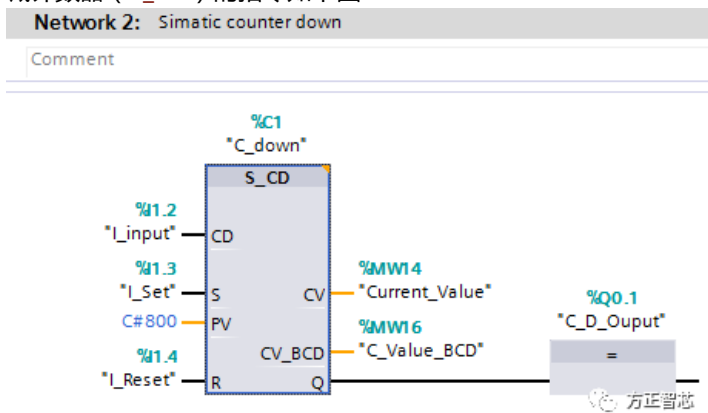 Network 2: Simatic counter down
Comment
%C1
"C_down"
S_CD
%I1.2
"I_input"
CD
%I1.3
"I_Set"
S
CV
%MW14
"Current_Value"
C#800
PV
%MW16
CV_BCD
"C_Value_BCD"
%I1.4
"I_Reset"
R
Q
%Q0.1
"C_D_Ouput"
=
方正智芯